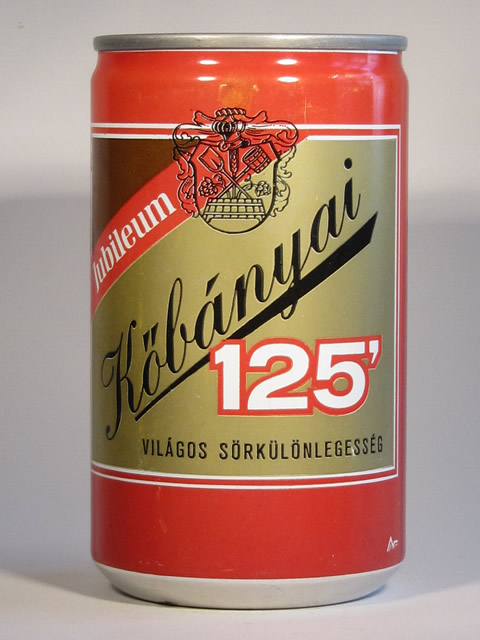 Jubileum
Kőbányai
125'
VILÁGOS SÖRKÜLÖNLEGESSÉG